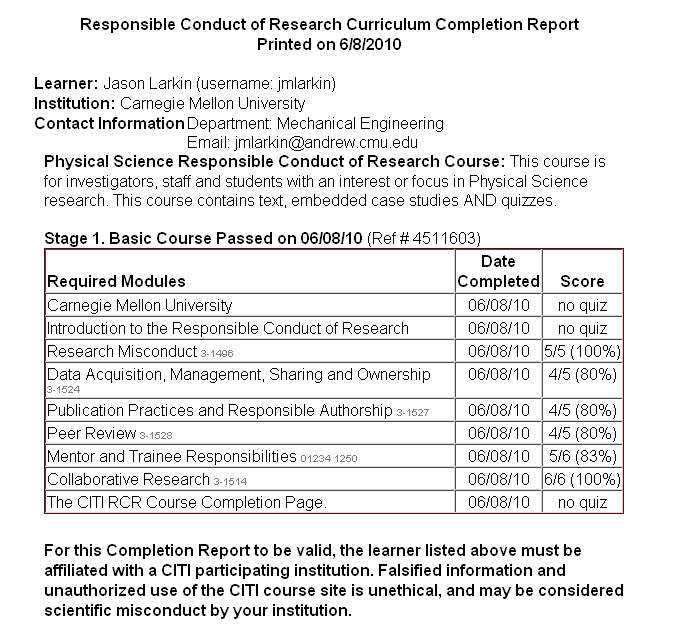 Responsible Conduct of Research Curriculum Completion Report
Printed on 6/8/2010
Learner: Jason Larkin (username: jmlarkin)
Institution: Carnegie Mellon University
Contact Information Department: Mechanical Engineering
Email: jmlarkin@andrew.cmu.edu
Physical Science Responsible Conduct of Research Course: This course is
for investigators, staff and students with an interest or focus in Physical Science
research. This course contains text, embedded case studies AND quizzes.
Stage 1. Basic Course Passed on 06/08/10 (Ref # 4511603)
Required Modules Date Completed Score
Carnegie Mellon University 06/08/10 no quiz
Introduction to the Responsible Conduct of Research 06/08/10 no quiz
Research Misconduct 3-1496 06/08/10 5/5 (100%)
Data Acquisition, Management, Sharing and Ownership 06/08/10 4/5 (80%)
3-1524
Publication Practices and Responsible Authorship 3-1527 06/08/10 4/5 (80%)
Peer Review 3-1528 06/08/10 4/5 (80%)
Mentor and Trainee Responsibilities 01234 1250 06/08/10 5/6 (83%)
Collaborative Research 3-1514 06/08/10 6/6 (100%)
The CITI RCR Course Completion Page. 06/08/10 no quiz
For this Completion Report to be valid, the learner listed above must be
affiliated with a CITI participating institution. Falsified information and
unauthorized use of the CITI course site is unethical, and may be considered
scientific misconduct by your institution.